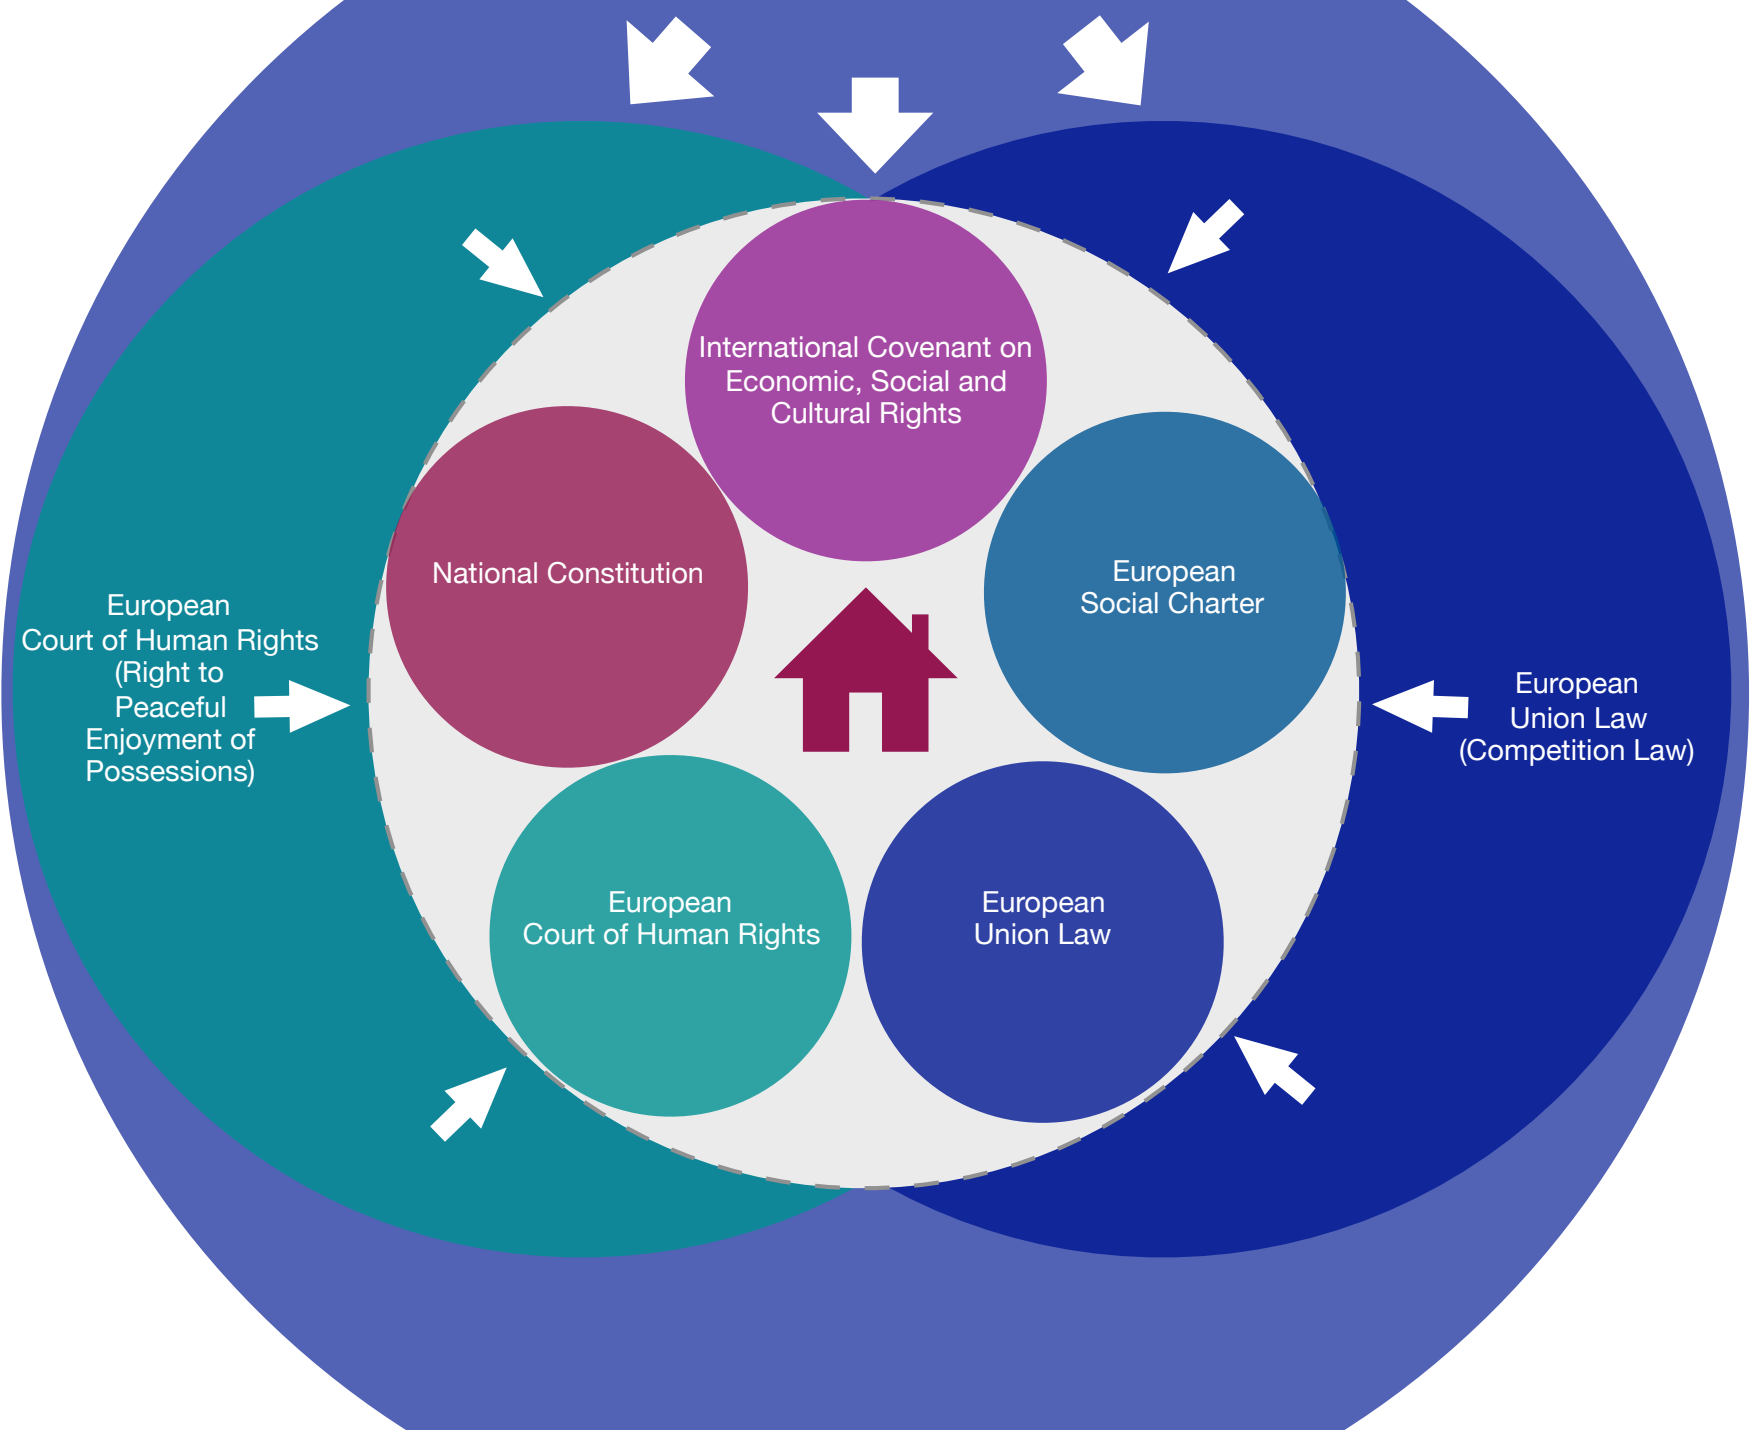 International Covenant on
Economic, Social and
Cultural Rights
National Constitution
European
Social Charter
European
Court of Human Rights
(Right to
Peaceful
Enjoyment of
Possessions)
European
Union Law
(Competition Law)
European
Court of Human Rights
European
Union Law